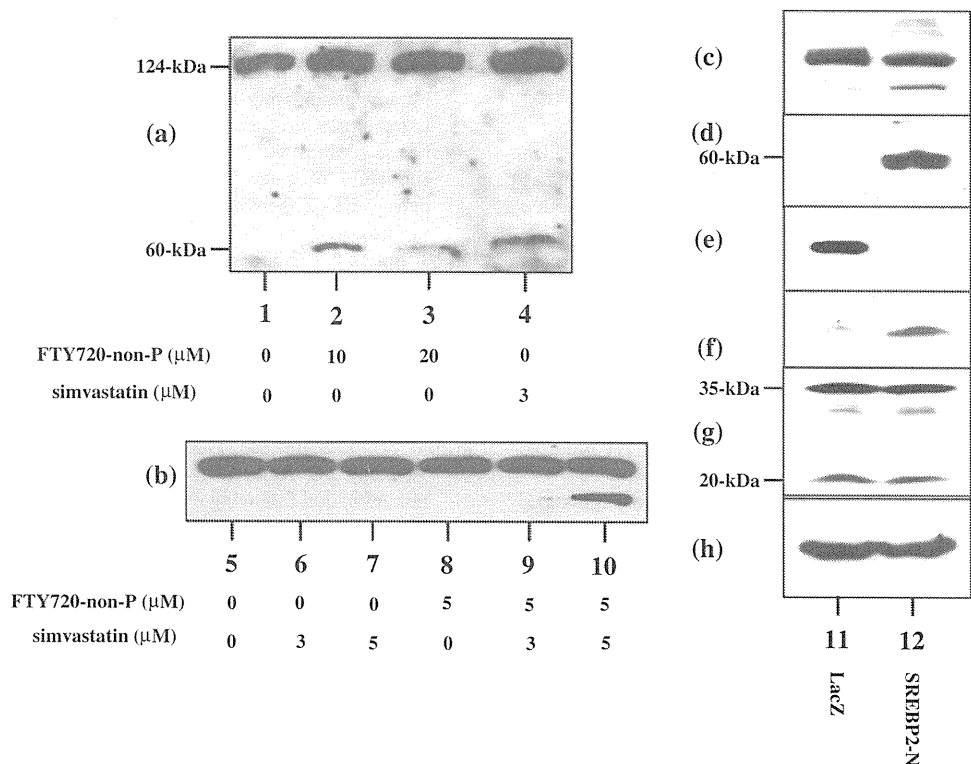 124-kDa
(a)
60-kDa
1 2 3 4
FTY720-non-P (μM) 0 10 20 0
simvastatin (μM) 0 0 0 3
(b)
5 6 7 8 9 10
FTY720-non-P (μM) 0 0 0 5 5 5
simvastatin (μM) 0 3 5 0 3 5
(c)
(d)
60-kDa
(e)
(f)
35-kDa
(g)
20-kDa
(h)
11 12
LacZ
SREBP2-N